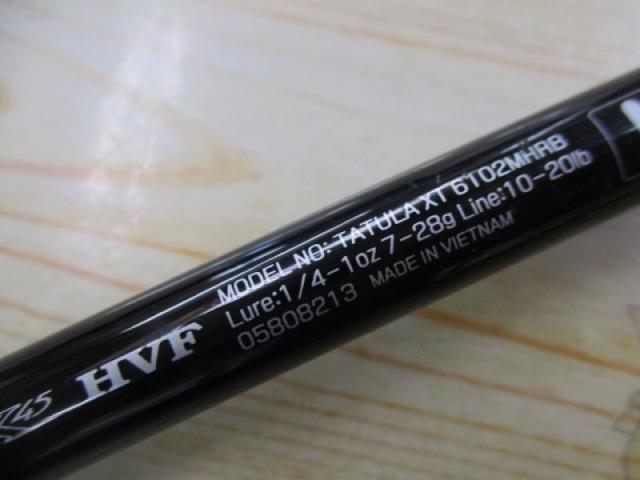 X45 HVF
MODEL NO: TATULA XT 6102MHRB
Lure:1/4-1oz 7-28g Line:10-20lb
05808213 MADE IN VIETNAM